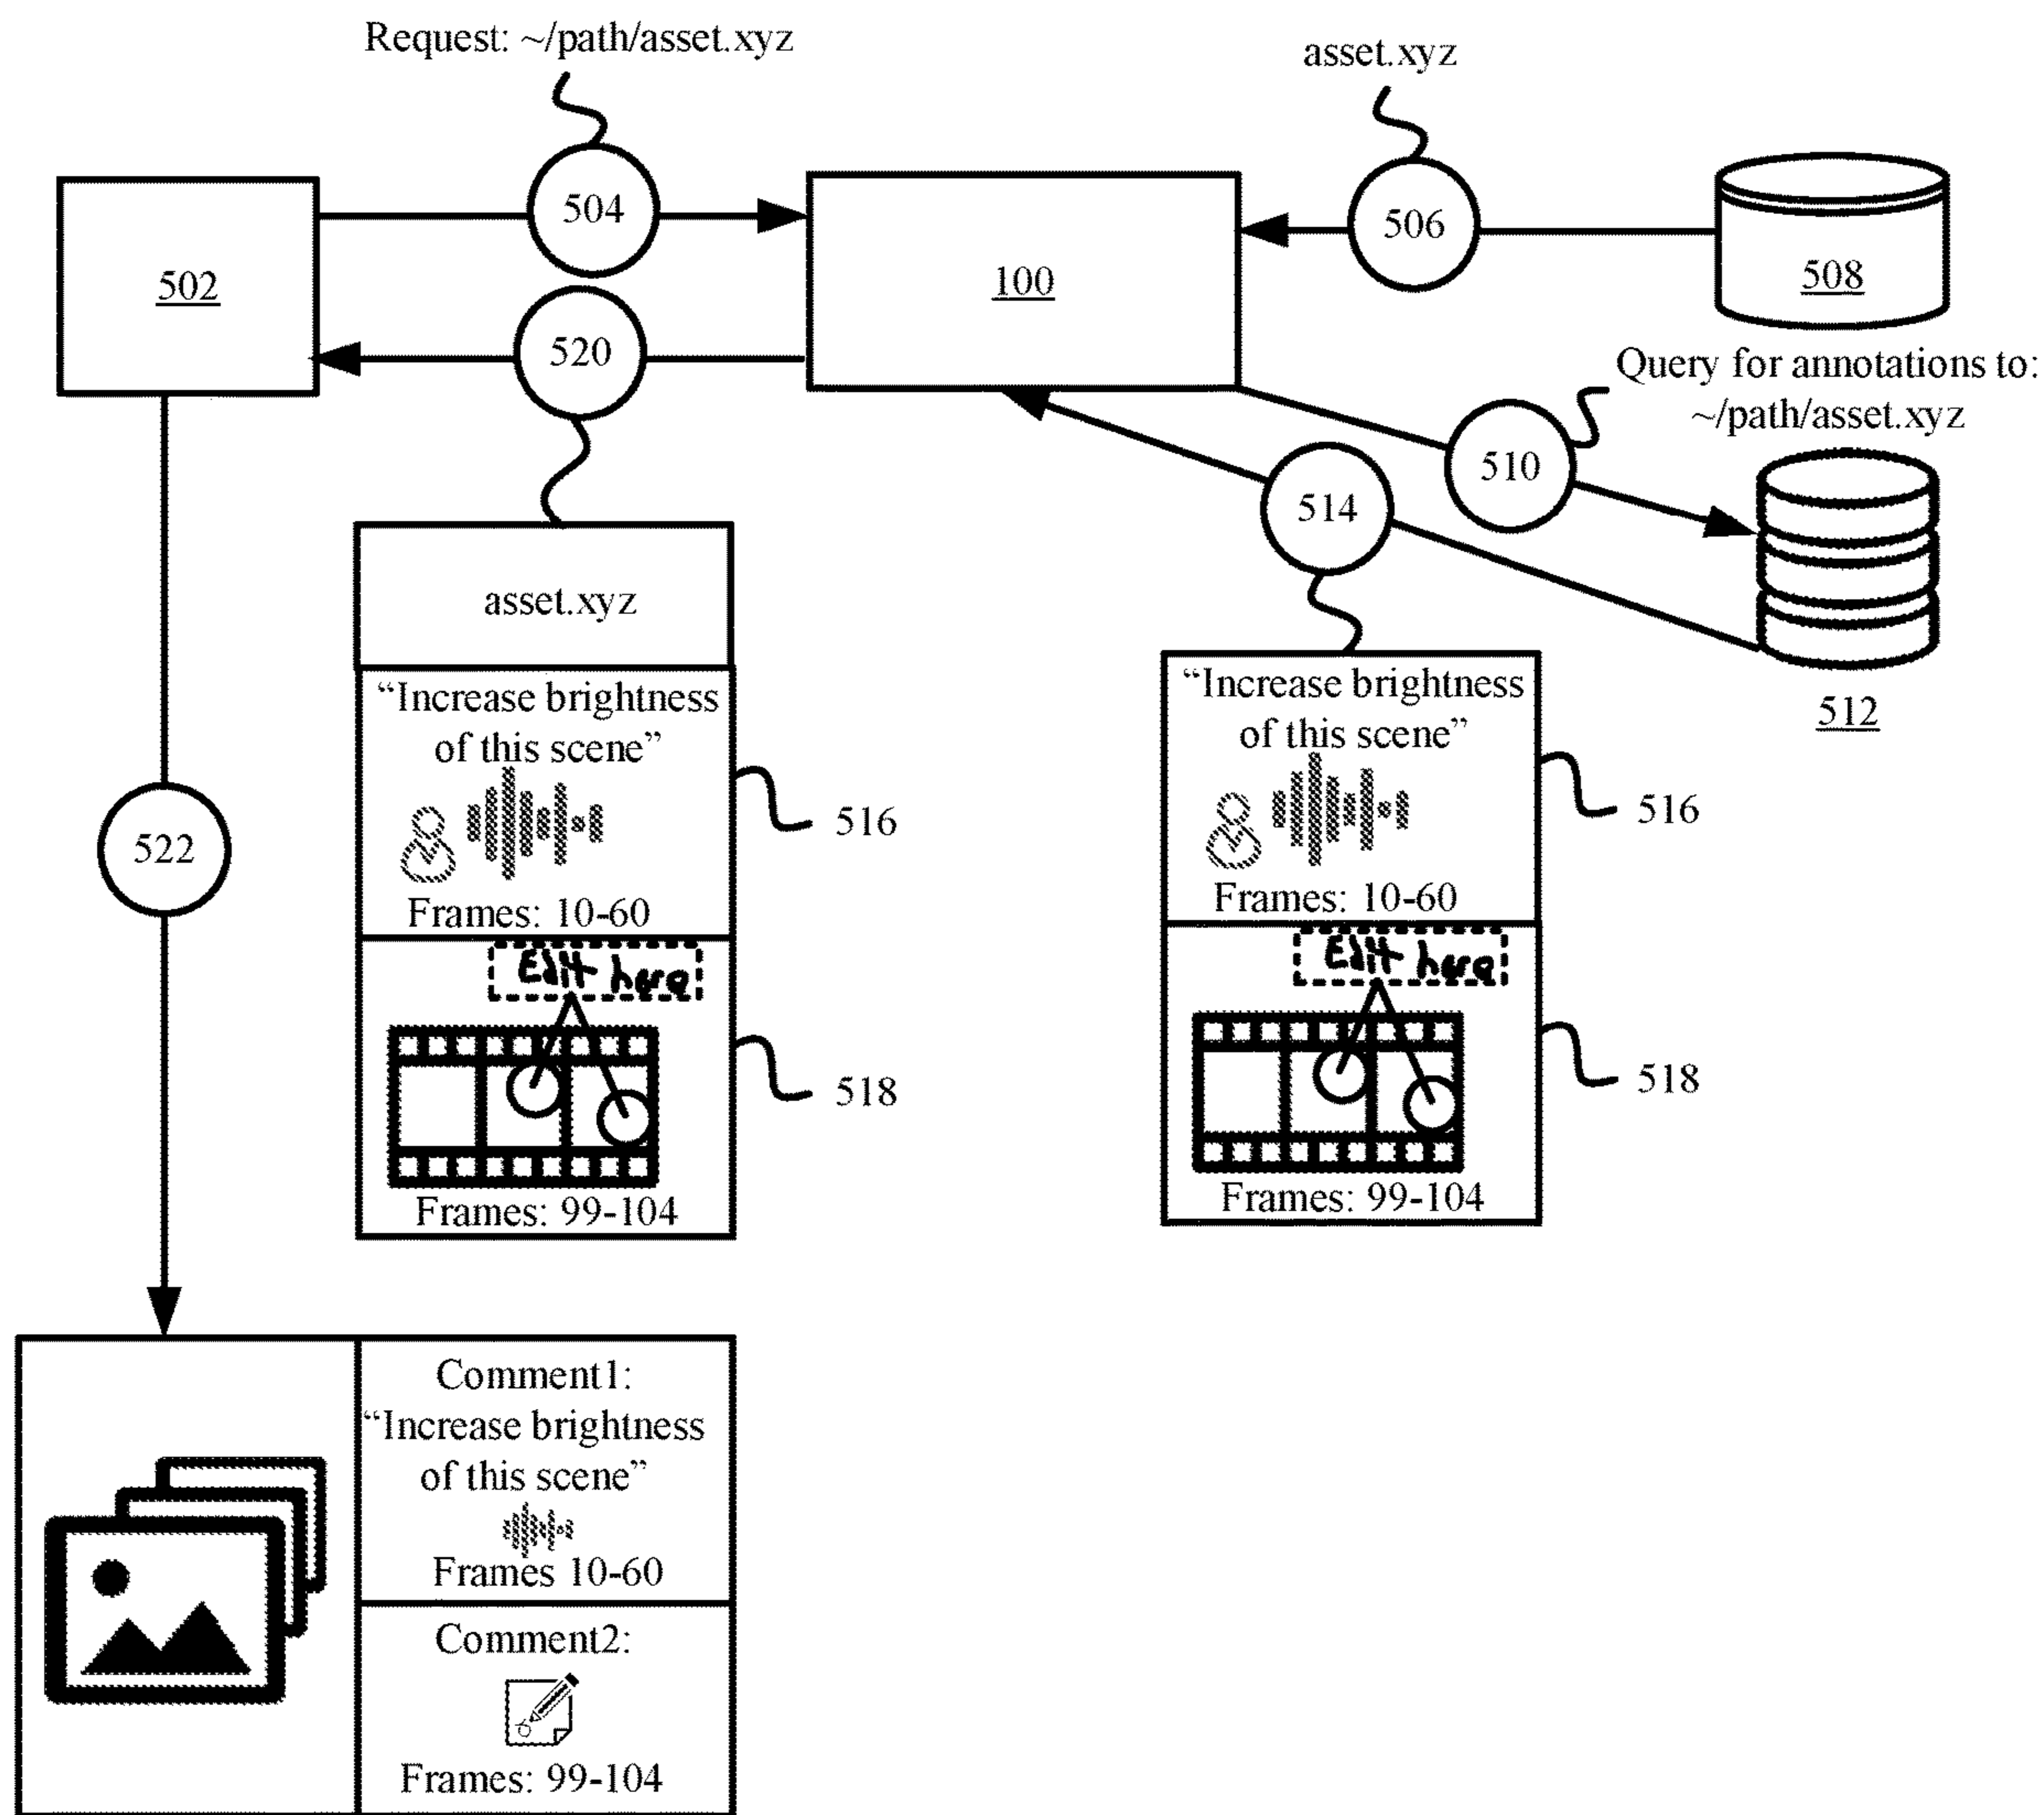 Request: ~/path/asset.xyz
asset.xyz
504
506
502
100
508
520
Query for annotations to:
~/path/asset.xyz
510
514
512
asset.xyz
“Increase brightness
of this scene”
516
Frames: 10-60
Edit here
518
Frames: 99-104
“Increase brightness
of this scene”
516
Frames: 10-60
Edit here
518
Frames: 99-104
522
Comment1:
“Increase brightness
of this scene”
Frames 10-60
Comment2:
Frames: 99-104